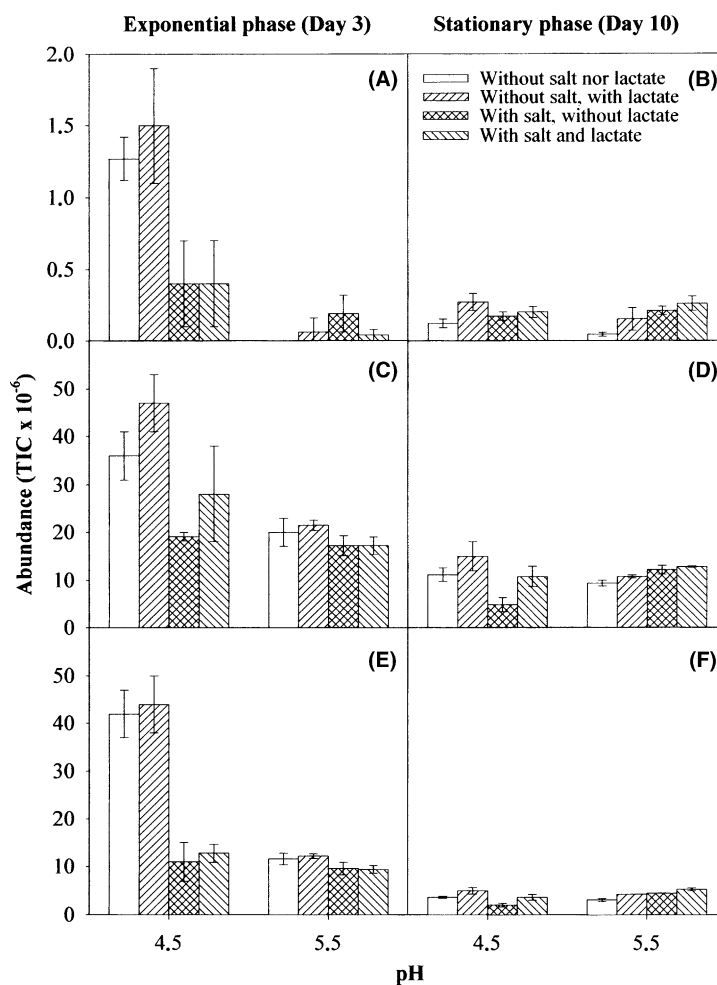 Exponential phase (Day 3)
Stationary phase (Day 10)
2.0
1.5
1.0
0.5
0.0
(A)
(B)
Without salt nor lactate
Without salt, with lactate
With salt, without lactate
With salt and lactate
Abundance (TIC x 10⁻⁶)
50
40
30
20
10
0
(C)
(D)
50
40
30
20
10
0
(E)
(F)
4.5
5.5
4.5
5.5
pH